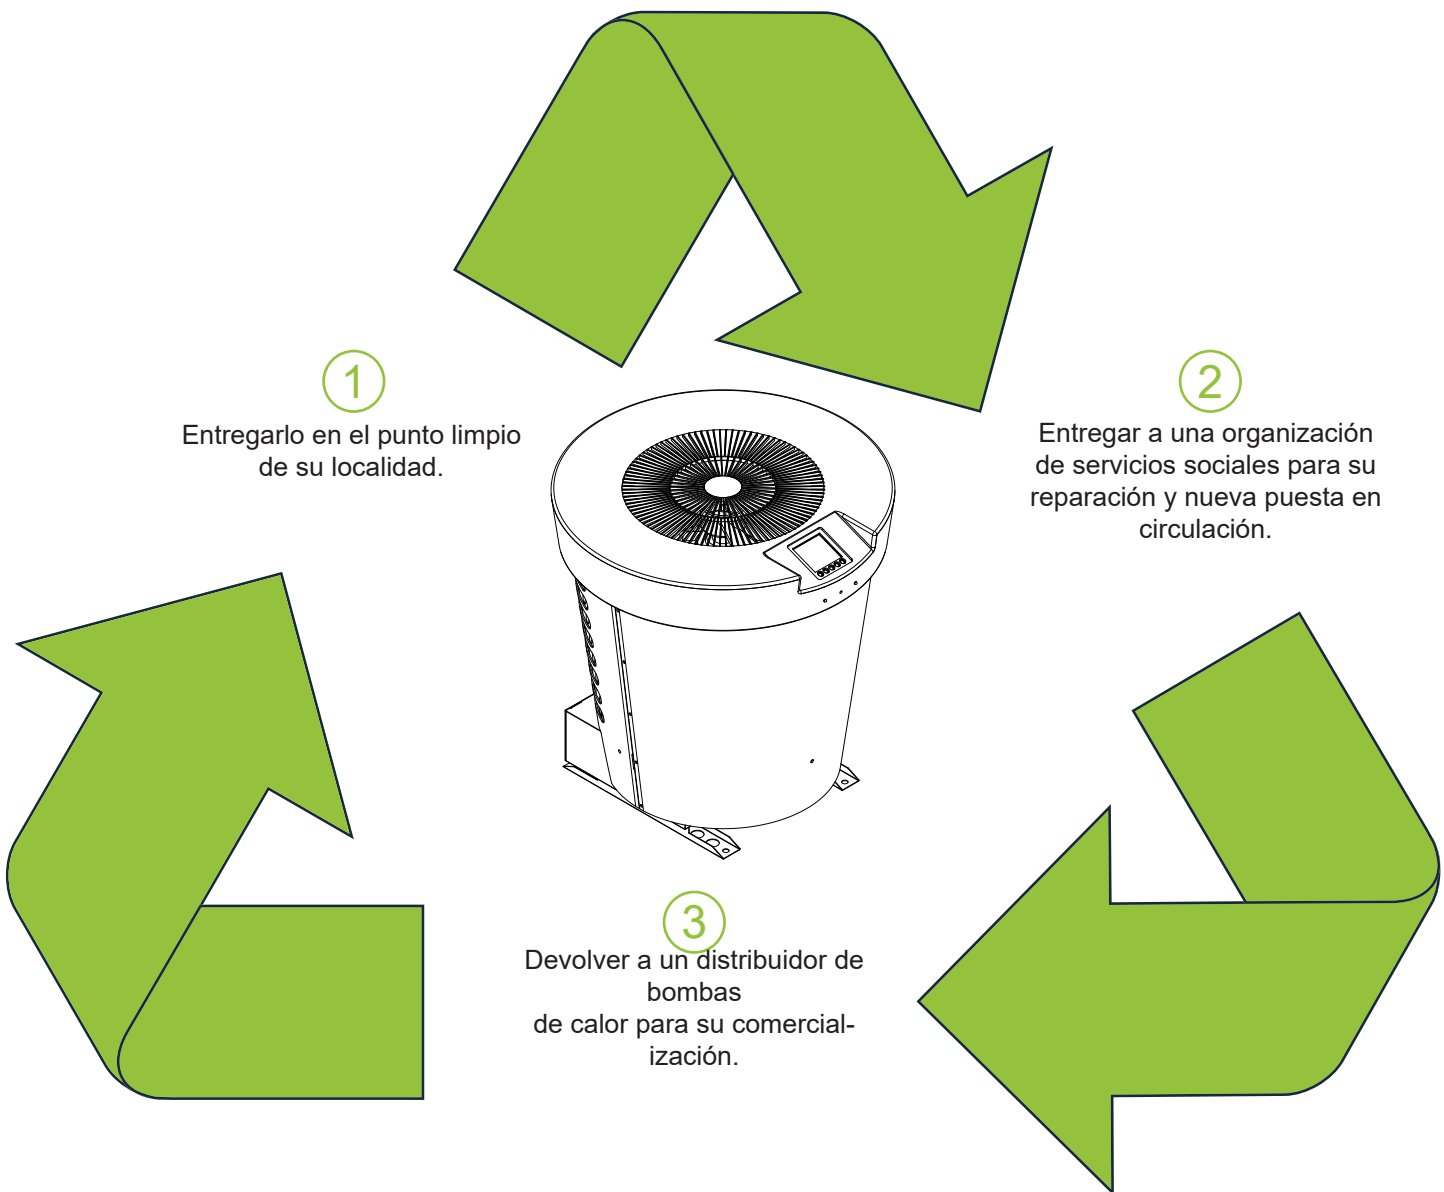 1
Entregarlo en el punto limpio
de su localidad.
2
Entregar a una organización
de servicios sociales para su
reparación y nueva puesta en
circulación.
3
Devolver a un distribuidor de
bombas
de calor para su comercial-
ización.